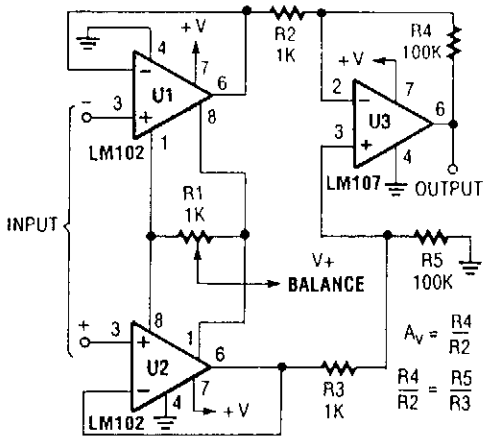 +V
R2
1K
R4
100K
4
7
−
U1
6
3
+
8
1
LM102
+V
2
−
7
U3
6
3
+
4
LM107
OUTPUT
−
INPUT
R1
1K
V+
BALANCE
R5
100K
+
8
1
3
+
U2
6
−
7
4
LM102
+V
R3
1K
A_V = R4/R2
R4/R2 = R5/R3